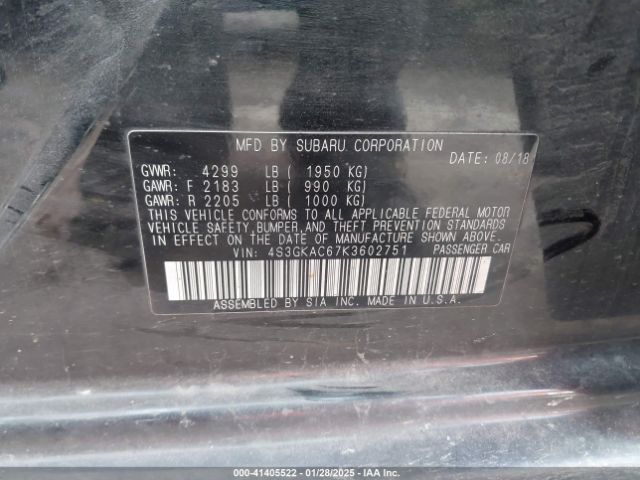 MFD BY SUBARU CORPORATION
DATE: 08/18
GVWR: 4299 LB ( 1950 KG)
GAWR: F 2183 LB ( 990 KG)
GAWR: R 2205 LB ( 1000 KG)
THIS VEHICLE CONFORMS TO ALL APPLICABLE FEDERAL MOTOR
VEHICLE SAFETY, BUMPER, AND THEFT PREVENTION STANDARDS
IN EFFECT ON THE DATE OF MANUFACTURE SHOWN ABOVE.
VIN: 4S3GKAC67K3602751 PASSENGER CAR
ASSEMBLED BY SIA INC. MADE IN U.S.A.
000-41405522 - 01/28/2025 - IAA Inc.